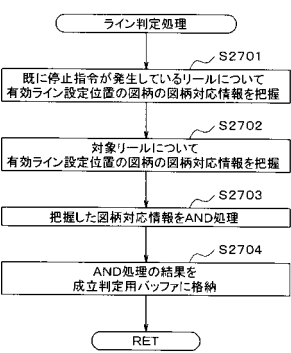 ライン判定処理
S2701
既に停止指令が発生しているリールについて
有効ライン設定位置の図柄の図柄対応情報を把握
S2702
対象リールについて
有効ライン設定位置の図柄の図柄対応情報を把握
S2703
把握した図柄対応情報をAND処理
S2704
AND処理の結果を
成立判定用バッファに格納
RET